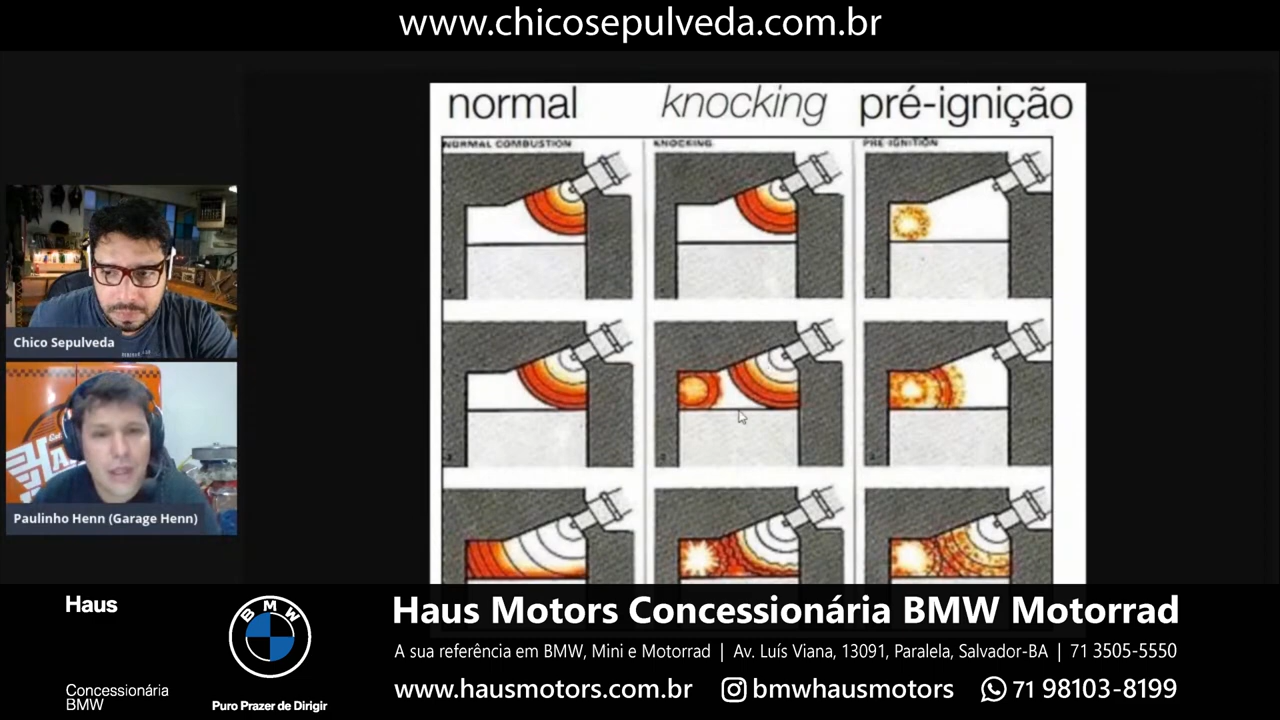 www.chicosepulveda.com.br
normal knocking pré-ignição
NORMAL COMBUSTION KNOCKING PRE-IGNITION
Chico Sepulveda
Paulinho Henn (Garage Henn)
Haus
BMW
Concessionária
BMW
Puro Prazer de Dirigir
Haus Motors Concessionária BMW Motorrad
A sua referência em BMW, Mini e Motorrad | Av. Luís Viana, 13091, Paralela, Salvador-BA | 71 3505-5550
www.hausmotors.com.br bmwhausmotors 71 98103-8199